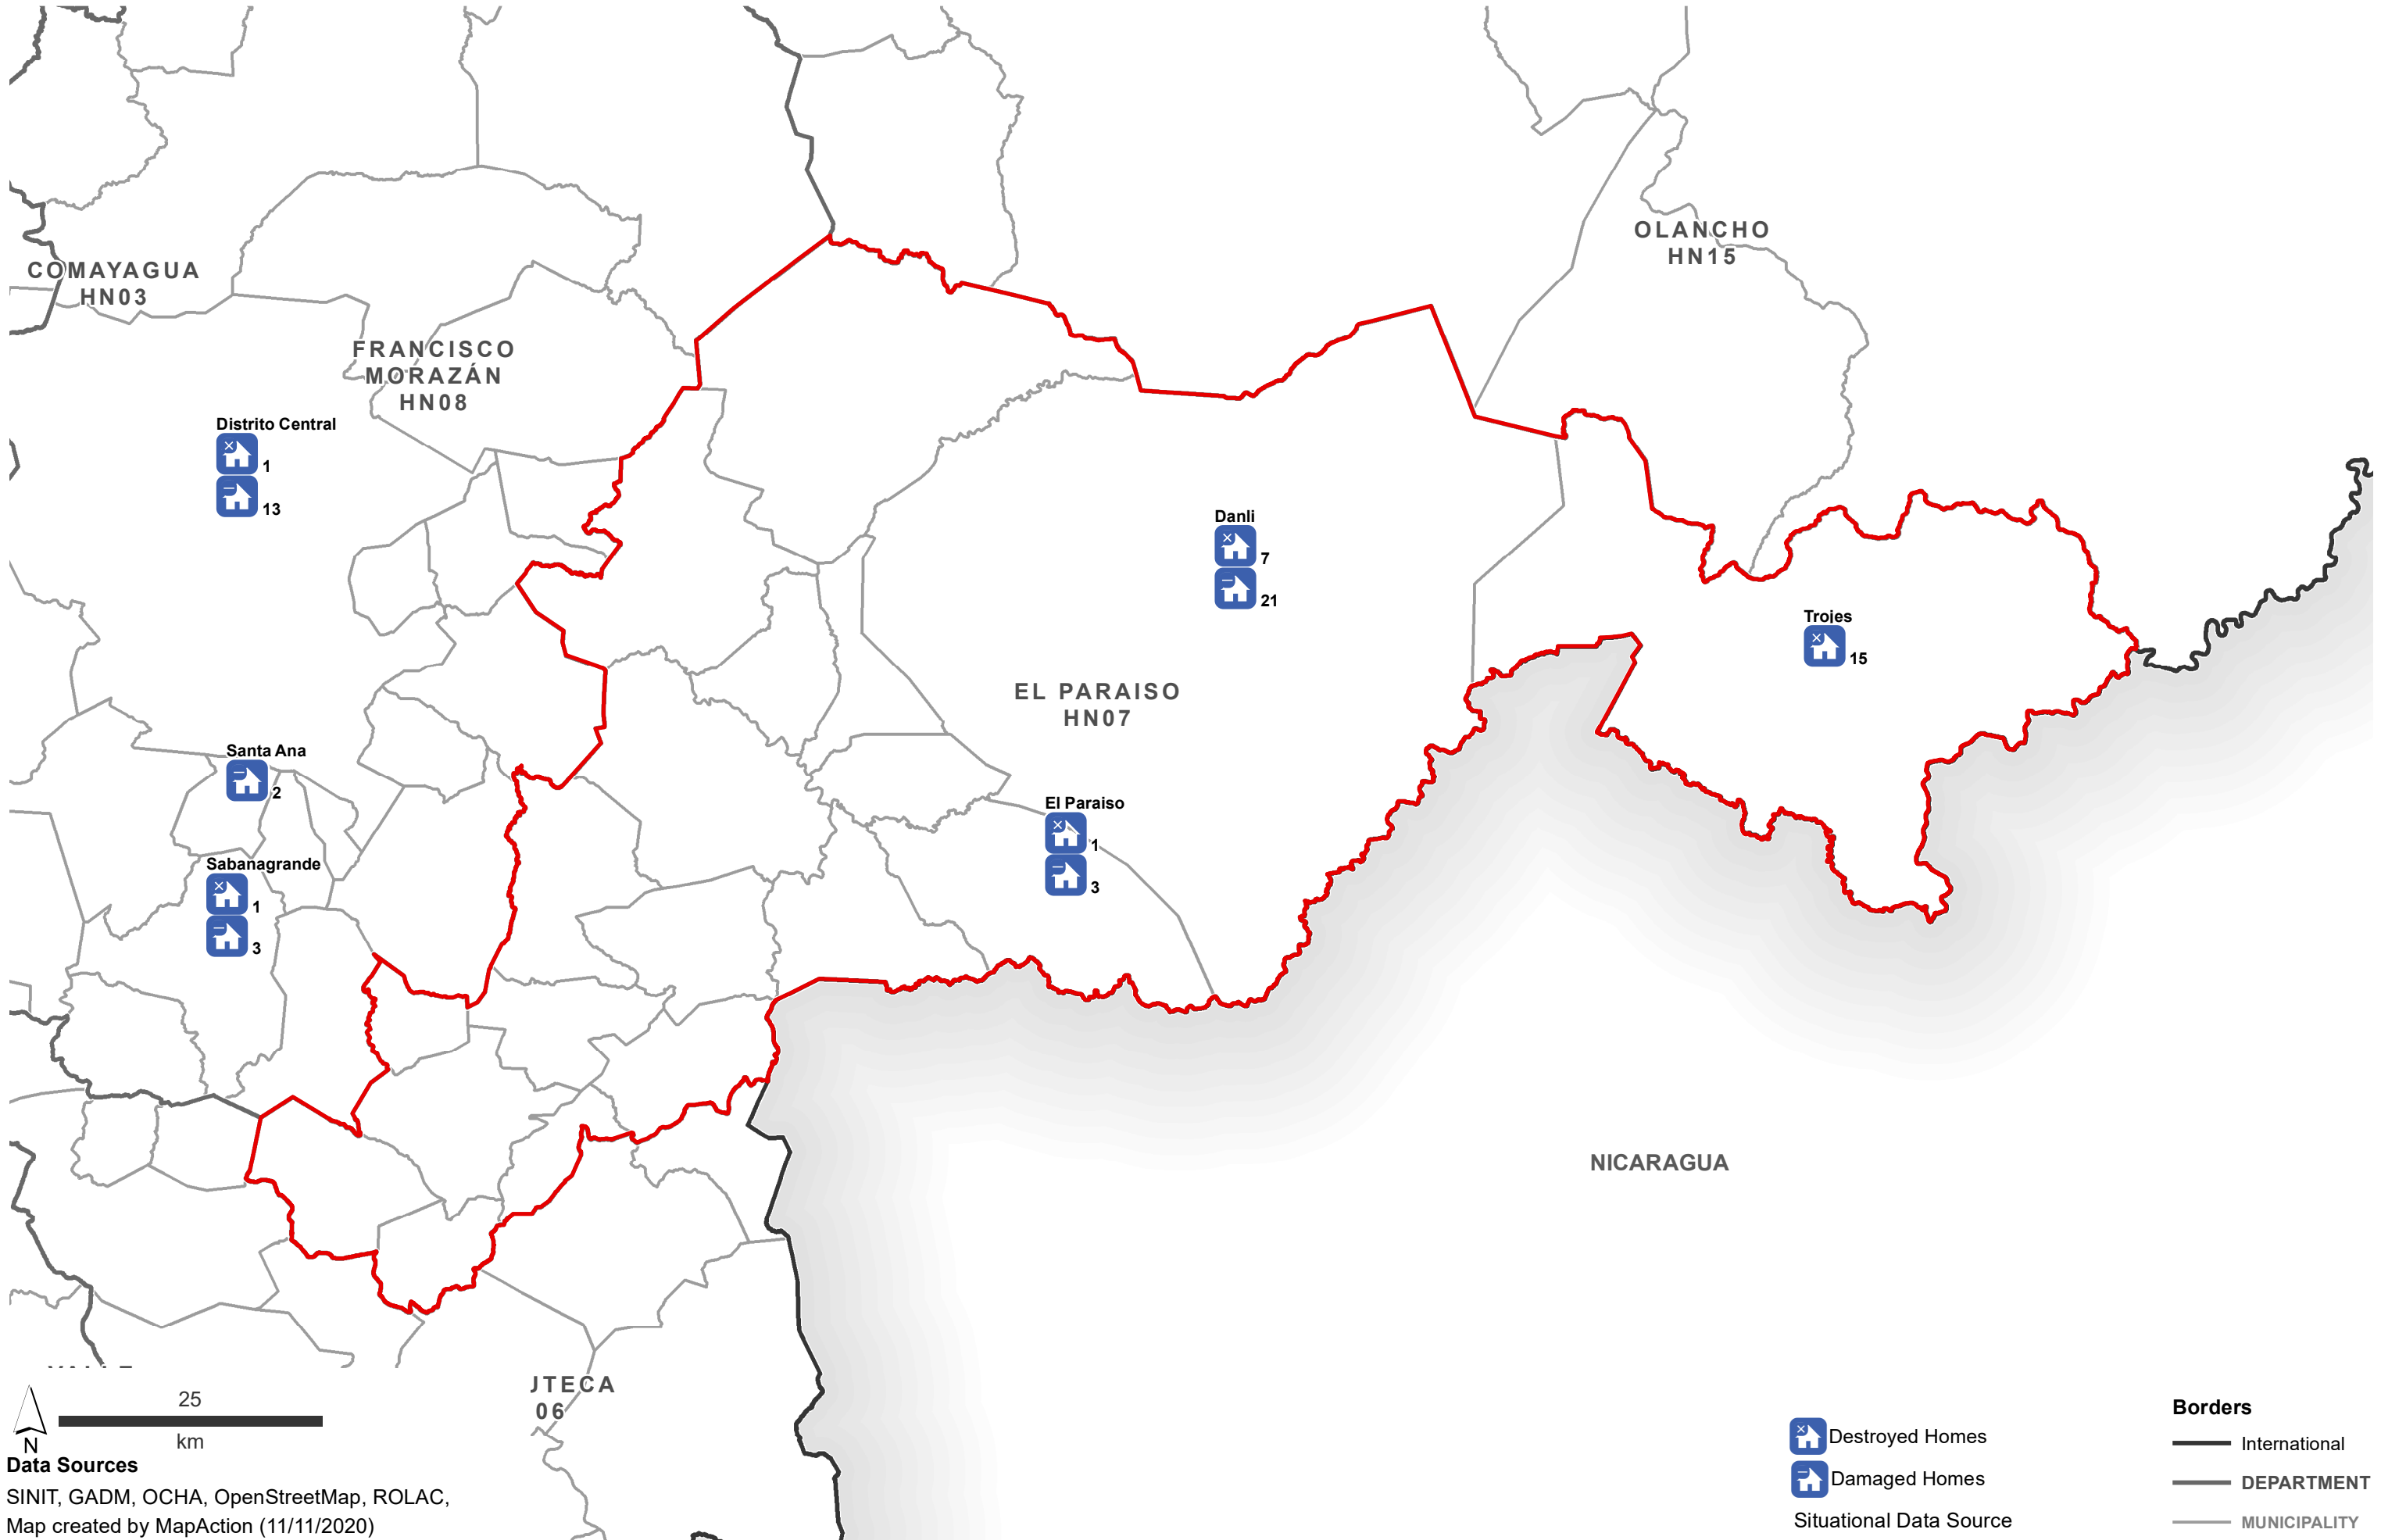 OLANCHO
HN15
COMAYAGUA
HN03
FRANCISCO
MORAZÁN
HN08
Distrito Central
1
13
Danli
7
21
Trojes
15
EL PARAISO
HN07
Santa Ana
2
El Paraiso
1
3
Sabanagrande
1
3
NICARAGUA
UTECA
06
25
km
N
Data Sources
SINIT, GADM, OCHA, OpenStreetMap, ROLAC,
Map created by MapAction (11/11/2020)
Destroyed Homes
Damaged Homes
Situational Data Source
Borders
International
DEPARTMENT
MUNICIPALITY